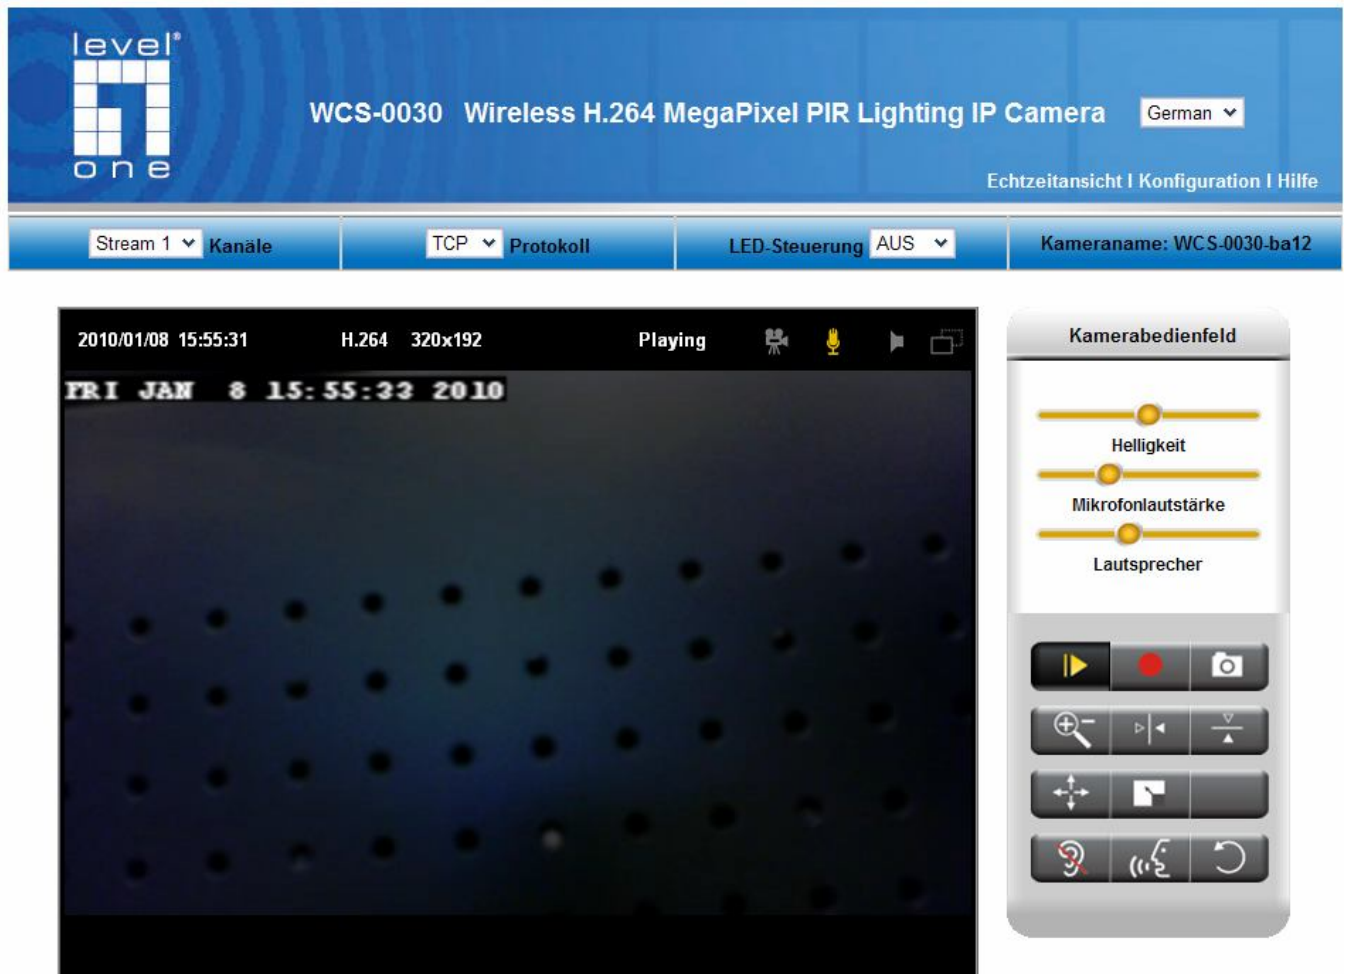 level®
one
WCS-0030 Wireless H.264 MegaPixel PIR Lighting IP Camera German
Echtzeitansicht I Konfiguration I Hilfe
Stream 1 Kanäle TCP Protokoll LED-Steuerung AUS Kameraname: WCS-0030-ba12
2010/01/08 15:55:31 H.264 320x192 Playing
FRI JAN 8 15:55:33 2010
Kamerabedienfeld
Helligkeit
Mikrofonlautstärke
Lautsprecher